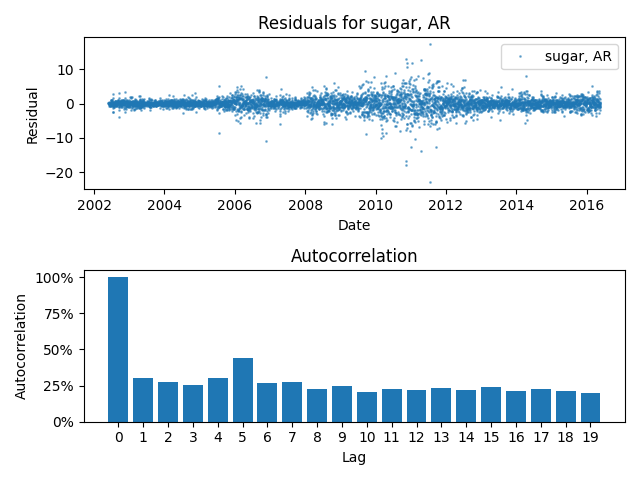 Residuals for sugar, AR
sugar, AR
Residual
10
0
−10
−20
2002 2004 2006 2008 2010 2012 2014 2016
Date
Autocorrelation
Autocorrelation
100%
75%
50%
25%
0%
0 1 2 3 4 5 6 7 8 9 10 11 12 13 14 15 16 17 18 19
Lag